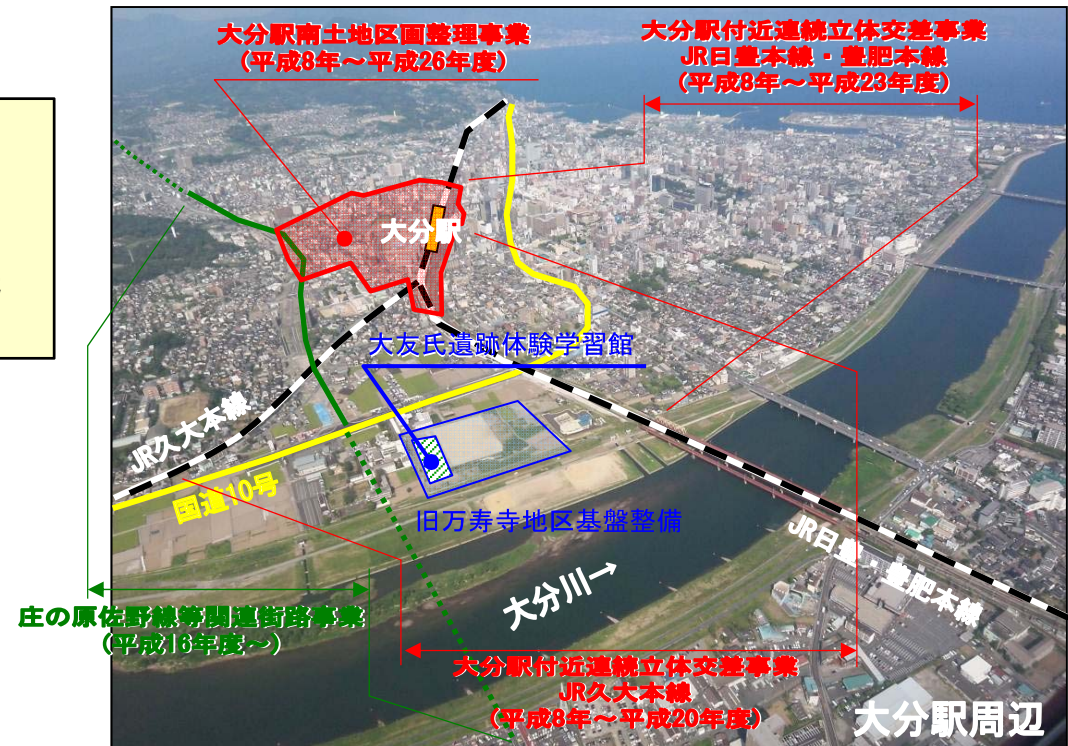 大分駅南土地区画整理事業
(平成8年～平成26年度)
大分駅付近連続立体交差事業
JR日豊本線・豊肥本線
(平成8年～平成23年度)
大分駅
大友氏遺跡体験学習館
JR久大本線
国道10号
旧万寿寺地区基盤整備
JR日豊・豊肥本線
大分川→
庄の原佐野線等関連街路事業
(平成16年度～)
大分駅付近連続立体交差事業
JR久大本線
(平成8年～平成20年度)
大分駅周辺